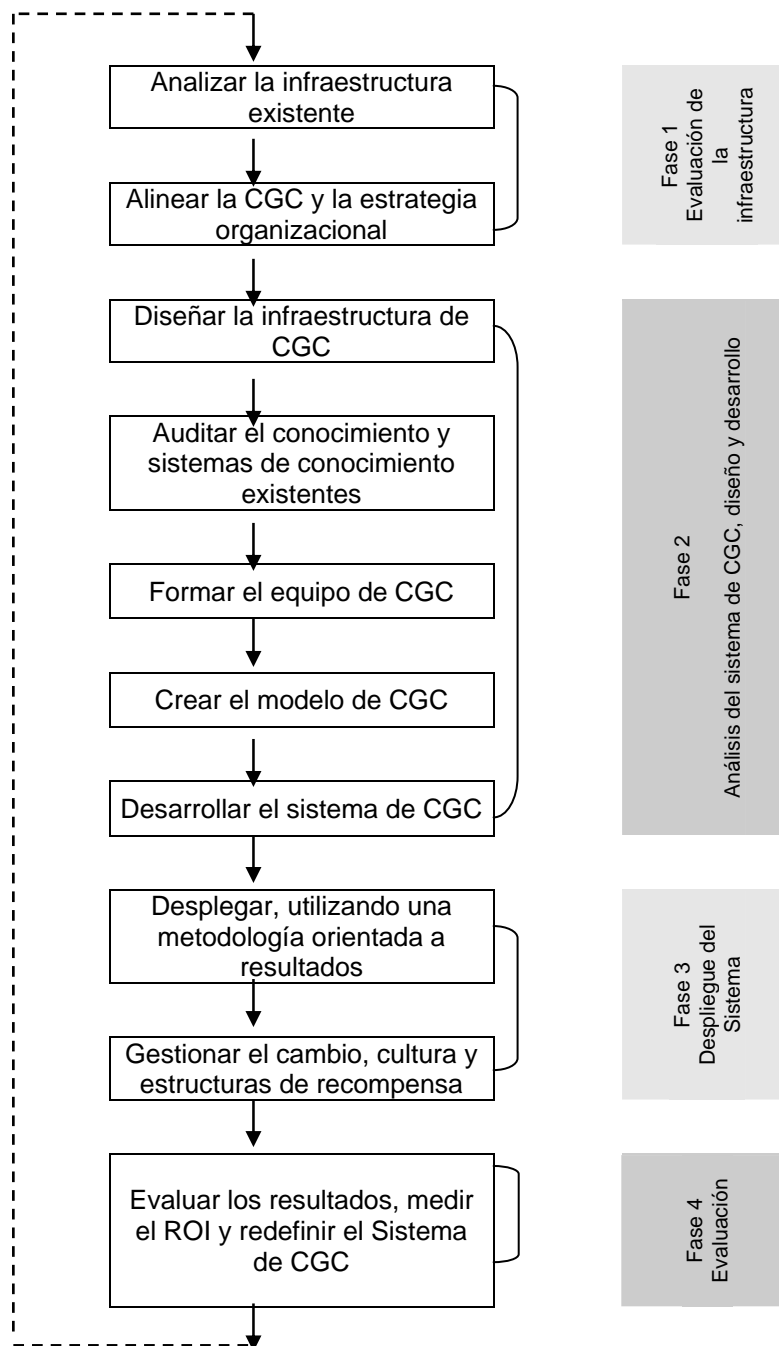 Analizar la infraestructura
existente
Alinear la CGC y la estrategia
organizacional
Fase 1
Evaluación de
la
infraestructura
Diseñar la infraestructura de
CGC
Auditar el conocimiento y
sistemas de conocimiento
existentes
Formar el equipo de CGC
Crear el modelo de CGC
Desarrollar el sistema de CGC
Fase 2
Análisis del sistema de CGC, diseño y desarrollo
Desplegar, utilizando una
metodología orientada a
resultados
Gestionar el cambio, cultura y
estructuras de recompensa
Fase 3
Despliegue del
Sistema
Evaluar los resultados, medir
el ROI y redefinir el Sistema
de CGC
Fase 4
Evaluación